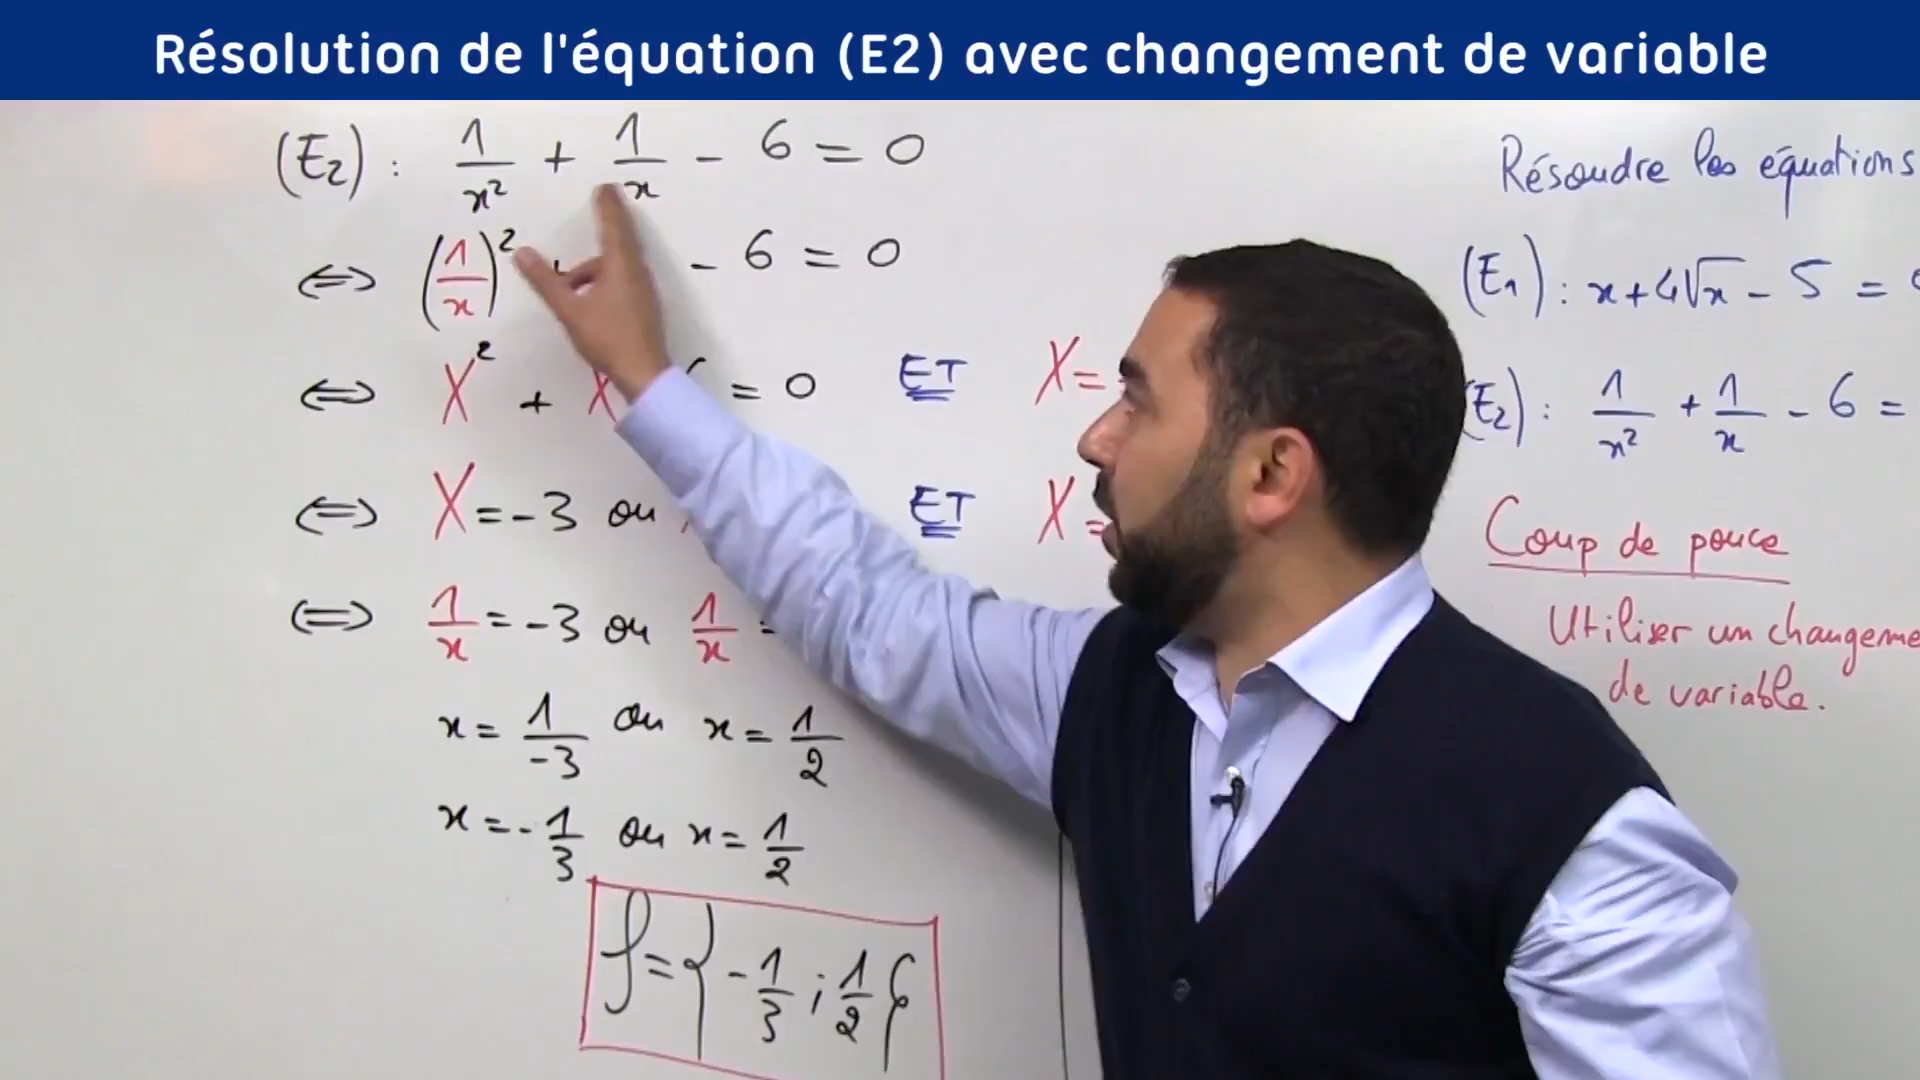 Résolution de l'équation (E2) avec changement de variable
(E₂) : 1/x² + 1/x - 6 = 0
⇔ (1/x)² - 6 = 0
⇔ X² + X = 0 ET X =
⇔ X = -3 ou ET X =
⇔ 1/x = -3 ou 1/x =
x = 1/-3 ou x = 1/2
x = - 1/3 ou x = 1/2
S = { - 1/3 ; 1/2 }
Résoudre les équations
(E₁) : x + 4√x - 5 =
(E₂) : 1/x² + 1/x - 6 =
Coup de pouce
Utiliser un changeme
de variable.